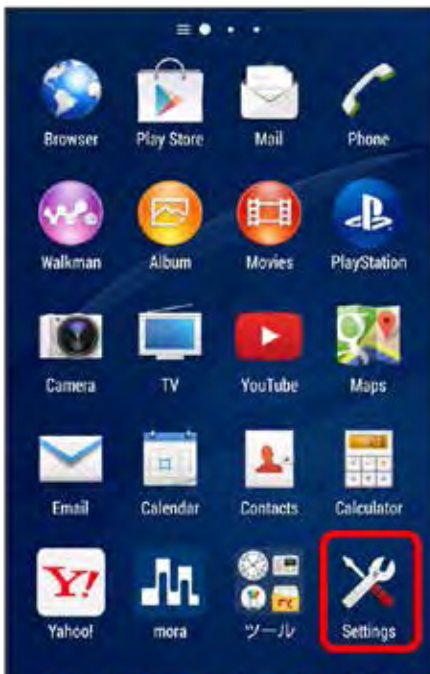 Browser Play Store Mail Phone
Walkman Album Movies PlayStation
Camera TV YouTube Maps
Email Calendar Contacts Calculator
Y!
Yahoo! mora ツール Settings